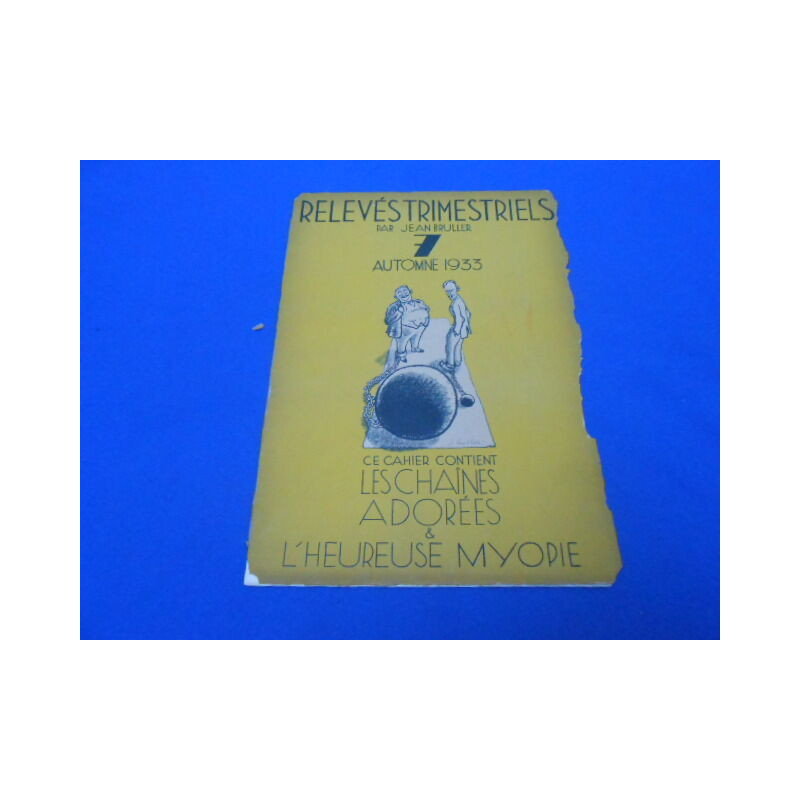 RELEVÉS TRIMESTRIELS
PAR JEAN BRULLER
7
AUTOMNE 1933
CE CAHIER CONTIENT
LES CHAÎNES
ADORÉES
&
L'HEUREUSE MYOPIE